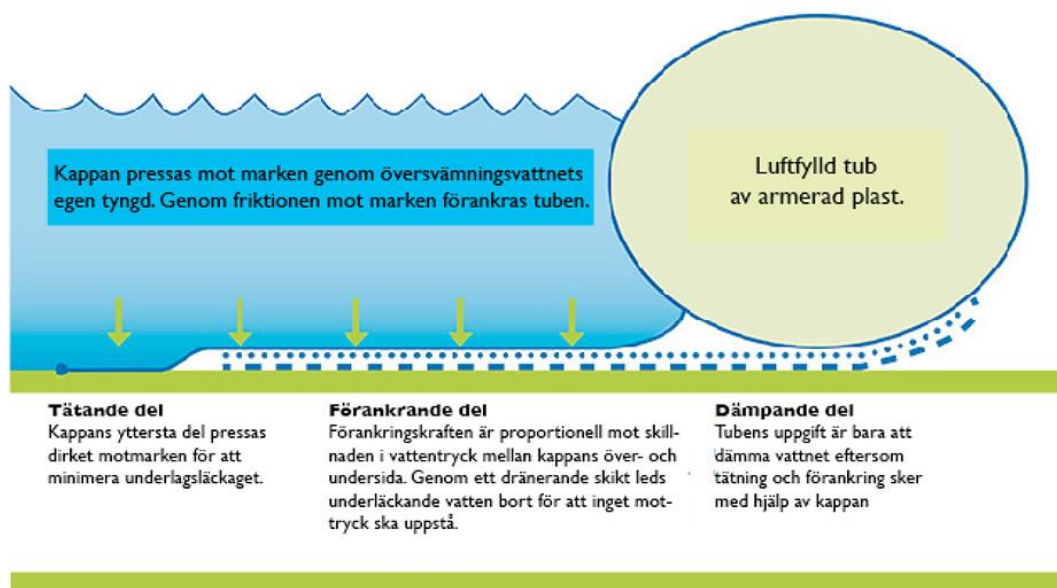 Kappan pressas mot marken genom översvämningsvattnets
egen tyngd. Genom friktionen mot marken förankras tuben.
Luftfylld tub
av armerad plast.
Tätande del
Kappans yttersta del pressas
dirket motmarken för att
minimera underlagsläckaget.
Förankrande del
Förankringskraften är proportionell mot skill-
naden i vattentryck mellan kappans över- och
undersida. Genom ett dränerande skikt leds
underläckande vatten bort för att inget mot-
tryck ska uppstå.
Dämpande del
Tubens uppgift är bara att
dämma vattnet eftersom
tätning och förankring sker
med hjälp av kappan